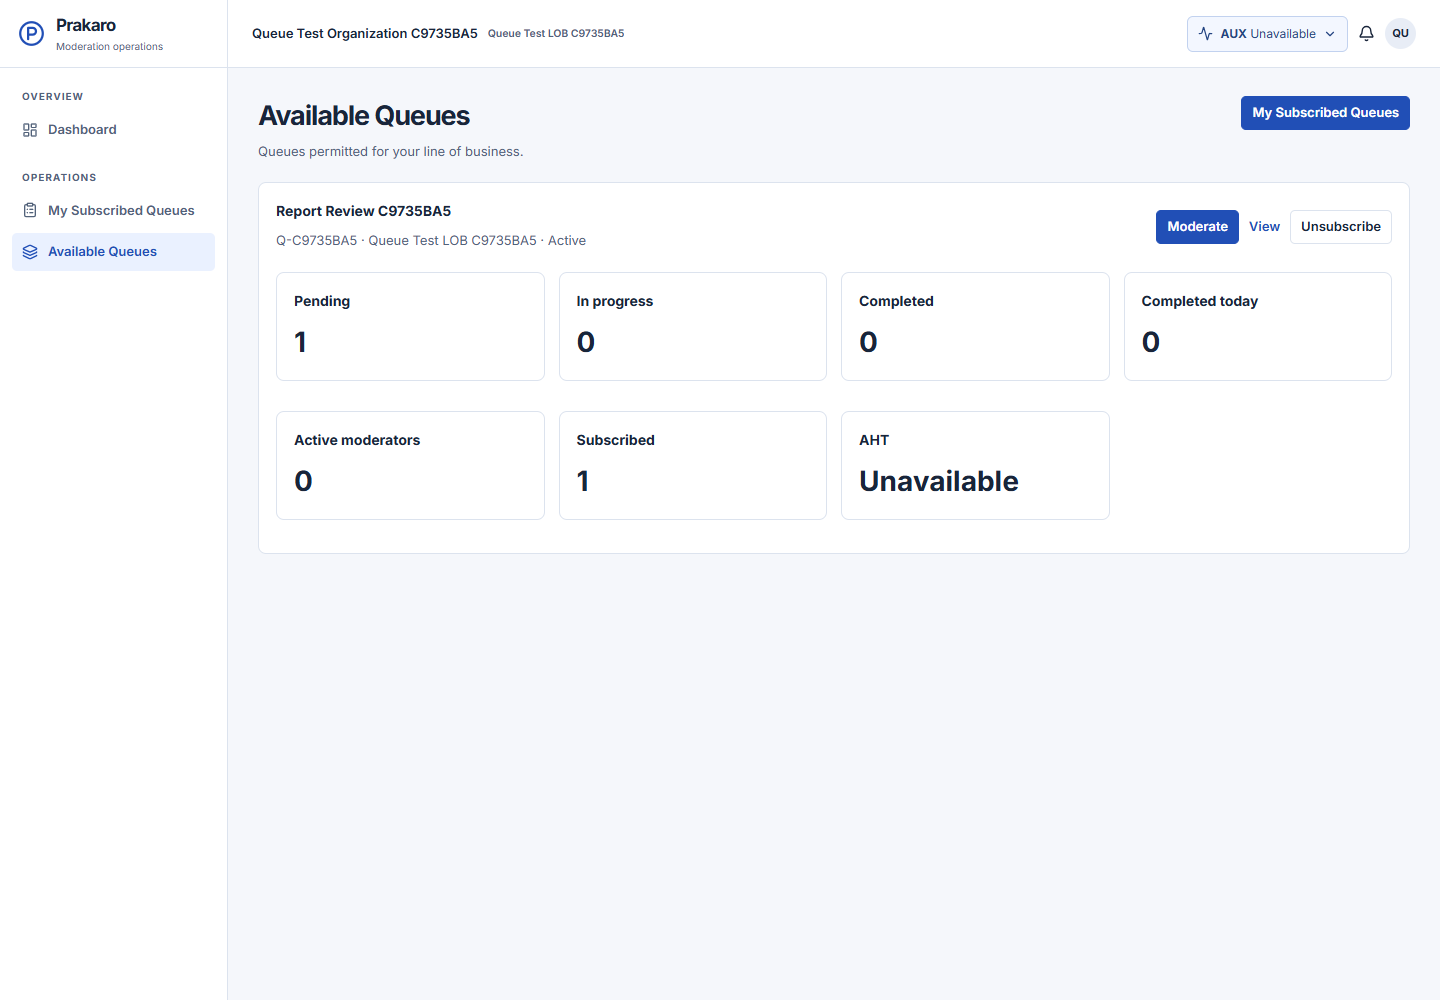 Prakaro
Moderation operations
Queue Test Organization C9735BA5 Queue Test LOB C9735BA5
AUX Unavailable
QU
OVERVIEW
Dashboard
OPERATIONS
My Subscribed Queues
Available Queues
Available Queues
My Subscribed Queues
Queues permitted for your line of business.
Report Review C9735BA5
Q-C9735BA5 · Queue Test LOB C9735BA5 · Active
Moderate View Unsubscribe
Pending
1
In progress
0
Completed
0
Completed today
0
Active moderators
0
Subscribed
1
AHT
Unavailable